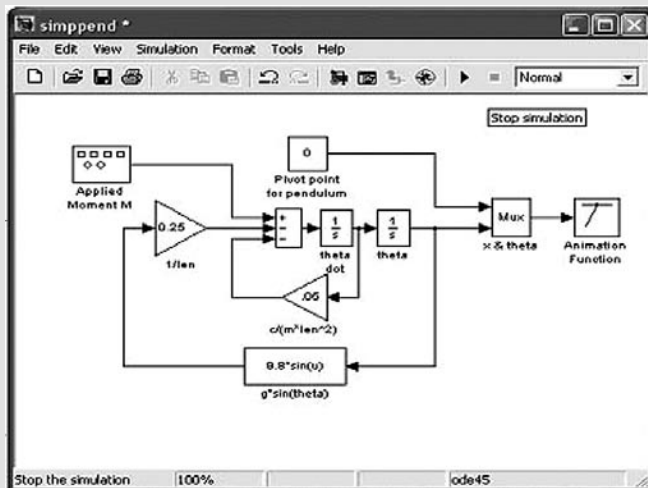 simppend *
File Edit View Simulation Format Tools Help
Normal
Stop simulation
0
Pivot point
for pendulum
Applied
Moment M
0.25
1/len
+
−
−
1
s
theta
dot
1
s
theta
Mux
x & theta
Animation
Function
.05
c/(m*len^2)
9.8*sin(u)
g*sin(theta)
Stop the simulation 100% ode45